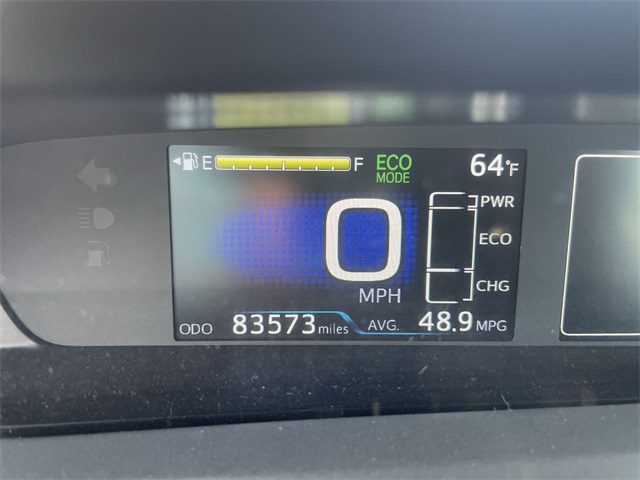 E F ECO MODE 64°F
PWR
0 ECO
MPH CHG
ODO 83573 miles AVG. 48.9 MPG